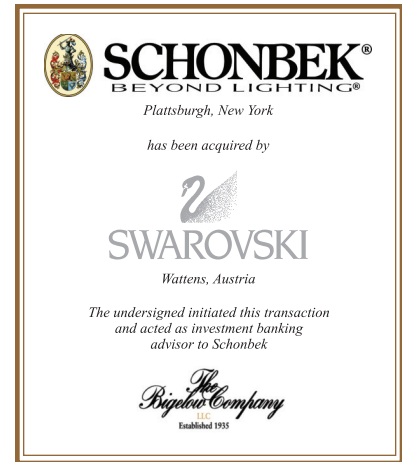 SCHONBEK®
BEYOND LIGHTING®
Plattsburgh, New York
has been acquired by
SWAROVSKI
Wattens, Austria
The undersigned initiated this transaction
and acted as investment banking
advisor to Schonbek
The
Bigelow Company
LLC
Established 1935